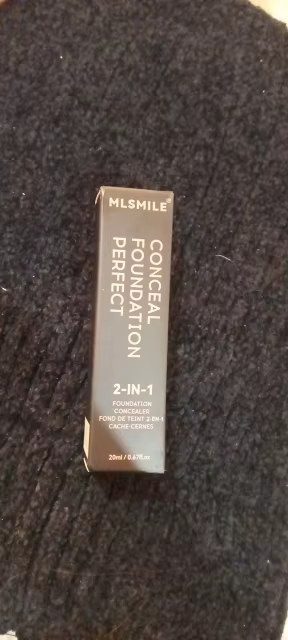 MLSMILE®
CONCEAL
FOUNDATION
PERFECT
2-IN-1
FOUNDATION
CONCEALER
FOND DE TEINT 2-EN-1
CACHE-CERNES
20ml / 0.67fl.oz